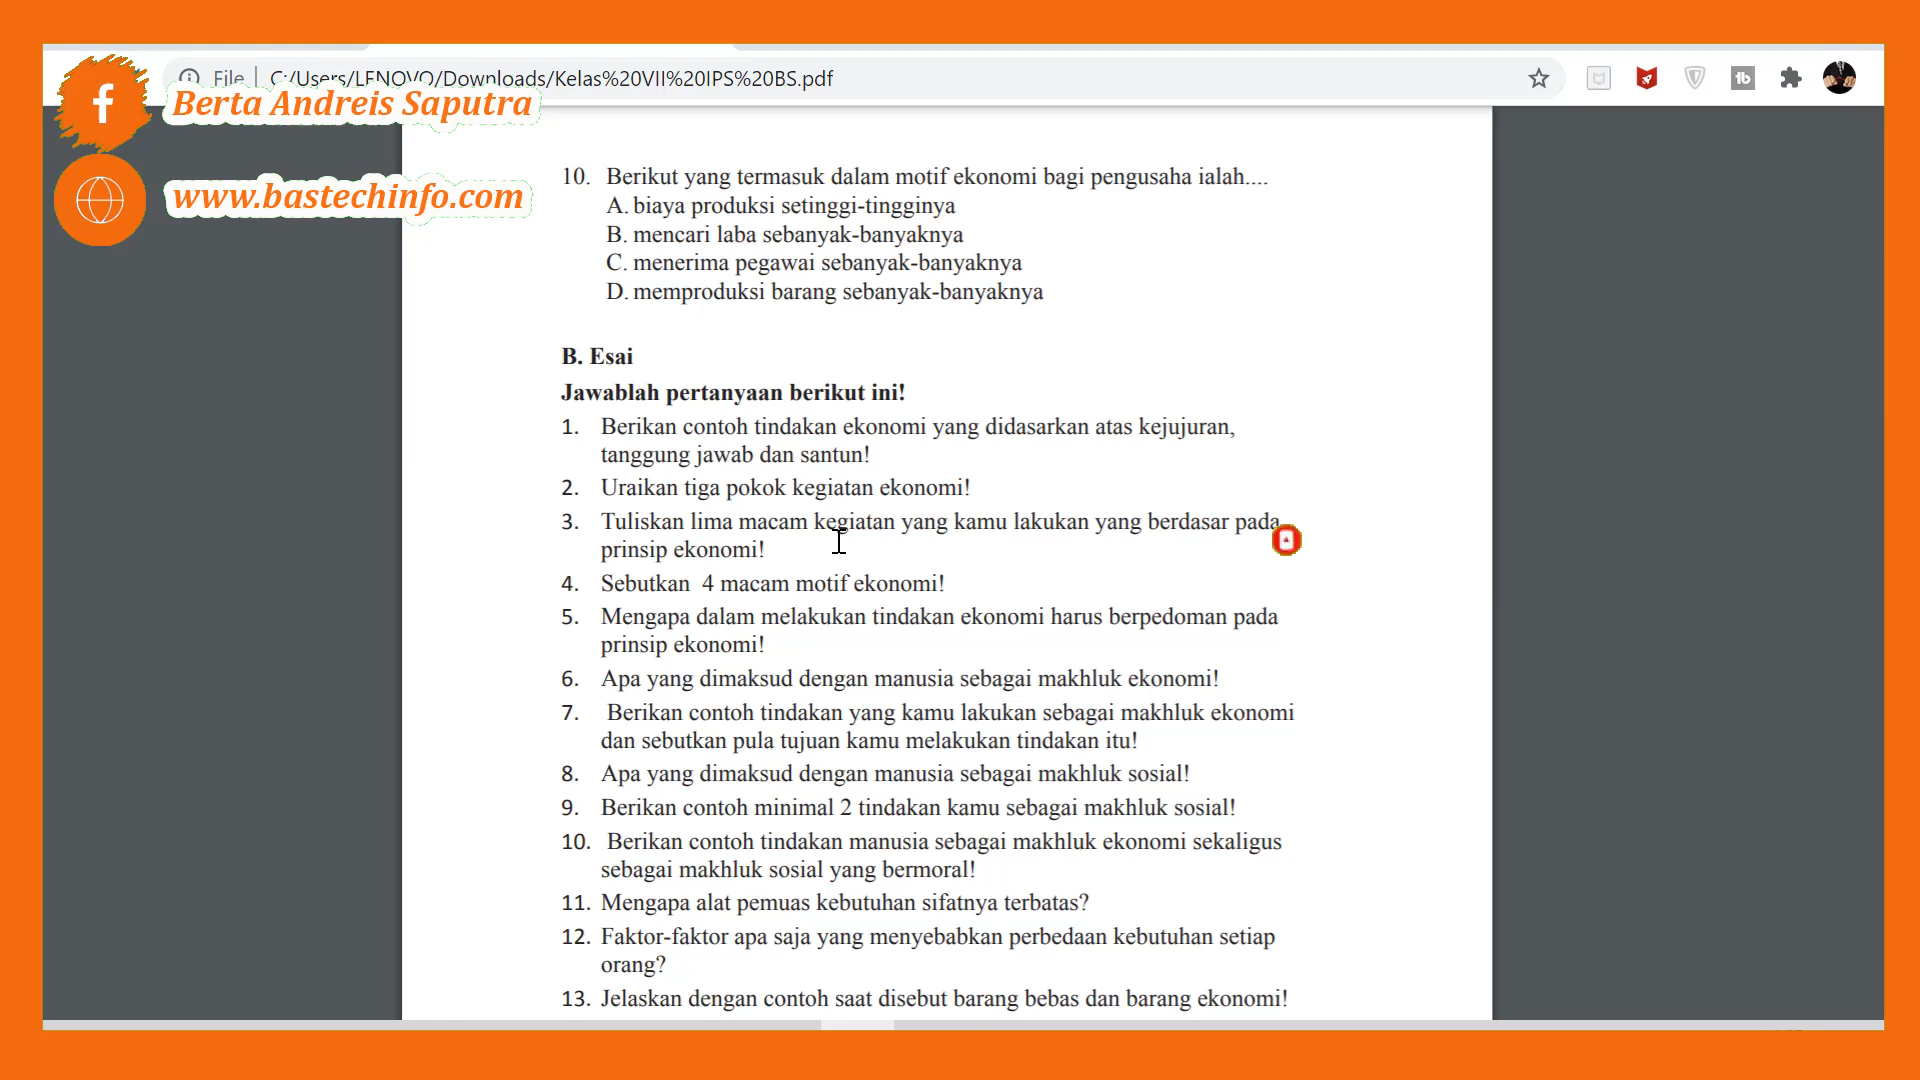 File
C:/Users/LENOVO/Downloads/Kelas%20VII%20IPS%20BS.pdf
Berta Andreis Saputra
www.bastechinfo.com
10. Berikut yang termasuk dalam motif ekonomi bagi pengusaha ialah....
A. biaya produksi setinggi-tingginya
B. mencari laba sebanyak-banyaknya
C. menerima pegawai sebanyak-banyaknya
D. memproduksi barang sebanyak-banyaknya
B. Esai
Jawablah pertanyaan berikut ini!
1. Berikan contoh tindakan ekonomi yang didasarkan atas kejujuran,
tanggung jawab dan santun!
2. Uraikan tiga pokok kegiatan ekonomi!
3. Tuliskan lima macam kegiatan yang kamu lakukan yang berdasar pada
prinsip ekonomi!
4. Sebutkan 4 macam motif ekonomi!
5. Mengapa dalam melakukan tindakan ekonomi harus berpedoman pada
prinsip ekonomi!
6. Apa yang dimaksud dengan manusia sebagai makhluk ekonomi!
7. Berikan contoh tindakan yang kamu lakukan sebagai makhluk ekonomi
dan sebutkan pula tujuan kamu melakukan tindakan itu!
8. Apa yang dimaksud dengan manusia sebagai makhluk sosial!
9. Berikan contoh minimal 2 tindakan kamu sebagai makhluk sosial!
10. Berikan contoh tindakan manusia sebagai makhluk ekonomi sekaligus
sebagai makhluk sosial yang bermoral!
11. Mengapa alat pemuas kebutuhan sifatnya terbatas?
12. Faktor-faktor apa saja yang menyebabkan perbedaan kebutuhan setiap
orang?
13. Jelaskan dengan contoh saat disebut barang bebas dan barang ekonomi!